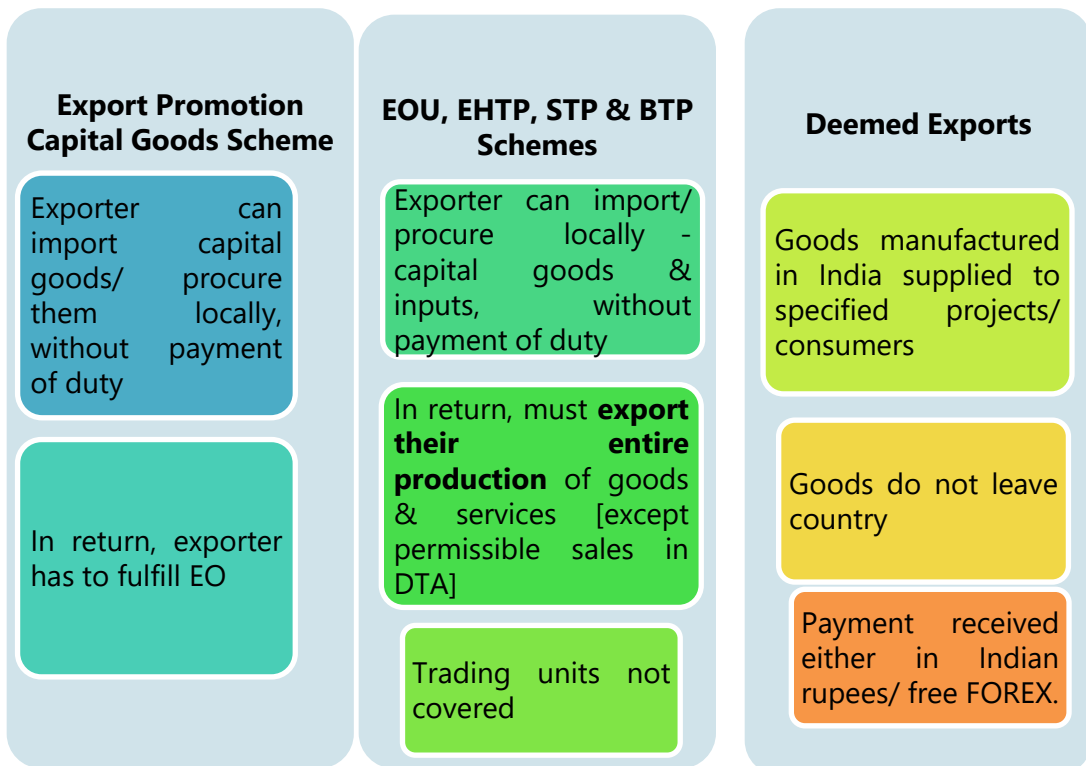 Export Promotion
Capital Goods Scheme
Exporter can
import capital
goods/ procure
them locally,
without payment
of duty
In return, exporter
has to fulfill EO
EOU, EHTP, STP & BTP
Schemes
Exporter can import/
procure locally -
capital goods &
inputs, without
payment of duty
In return, must export
their entire
production of goods
& services [except
permissible sales in
DTA]
Trading units not
covered
Deemed Exports
Goods manufactured
in India supplied to
specified projects/
consumers
Goods do not leave
country
Payment received
either in Indian
rupees/ free FOREX.